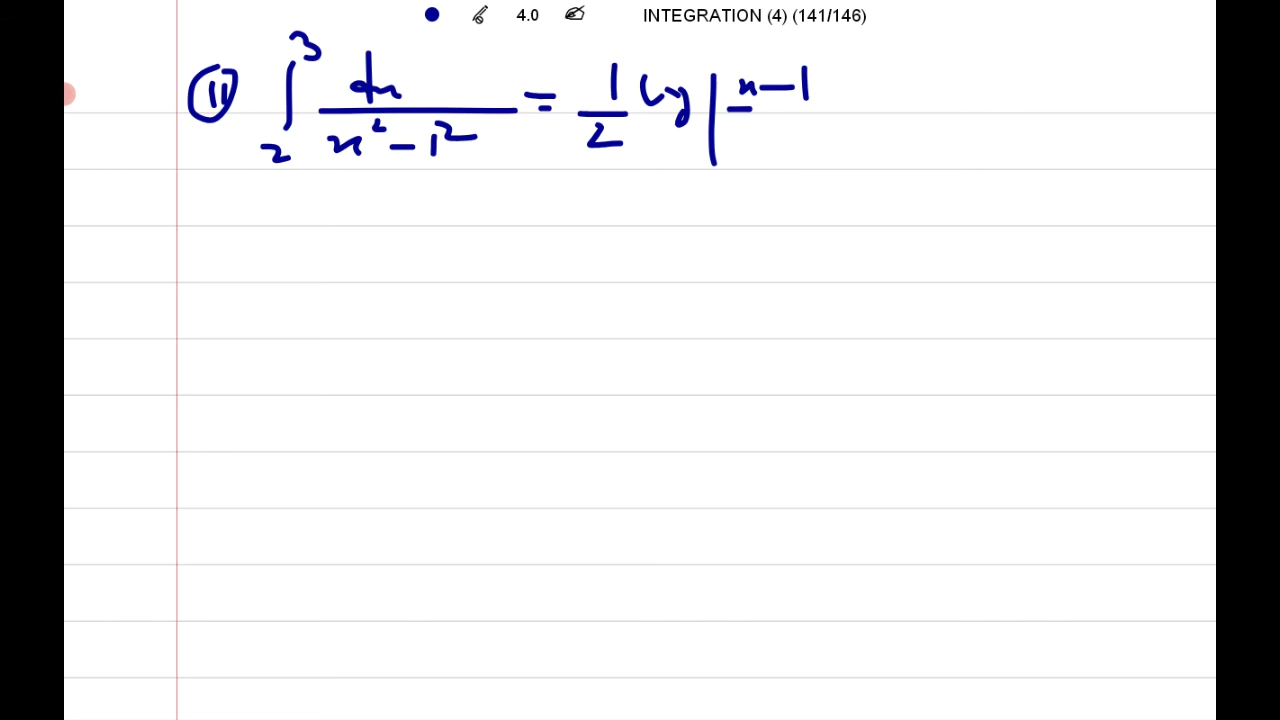 4.0 INTEGRATION (4) (141/146)
⑪ ∫₂³ dx/(x² - 1²) = 1/2 log |x - 1